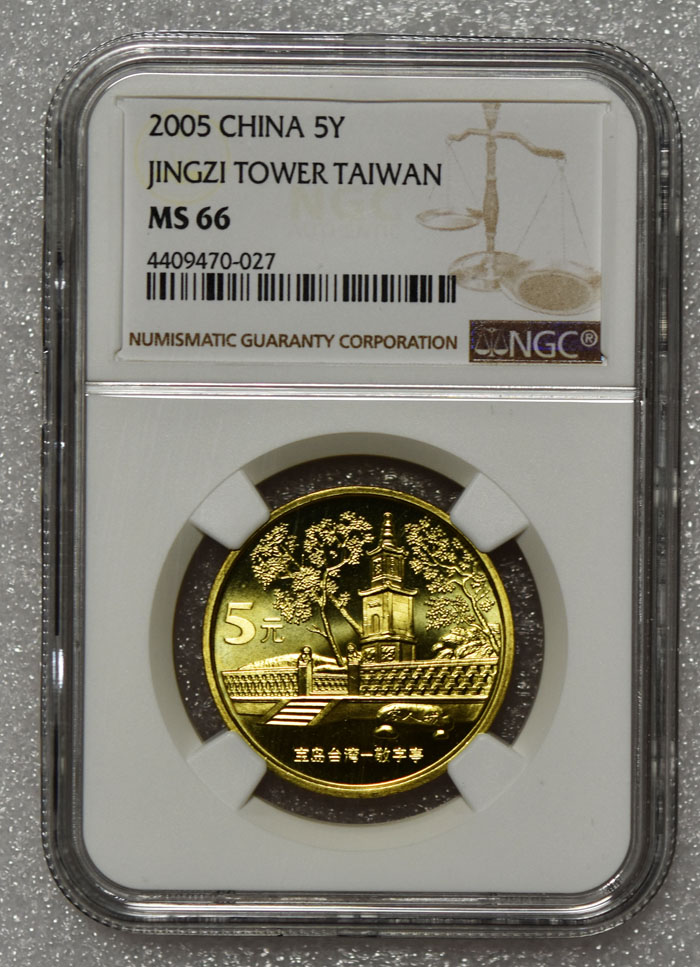 2005 CHINA 5Y
JINGZI TOWER TAIWAN
MS 66
4409470-027
NUMISMATIC GUARANTY CORPORATION
NGC®
5元
宝岛台湾－敬字亭